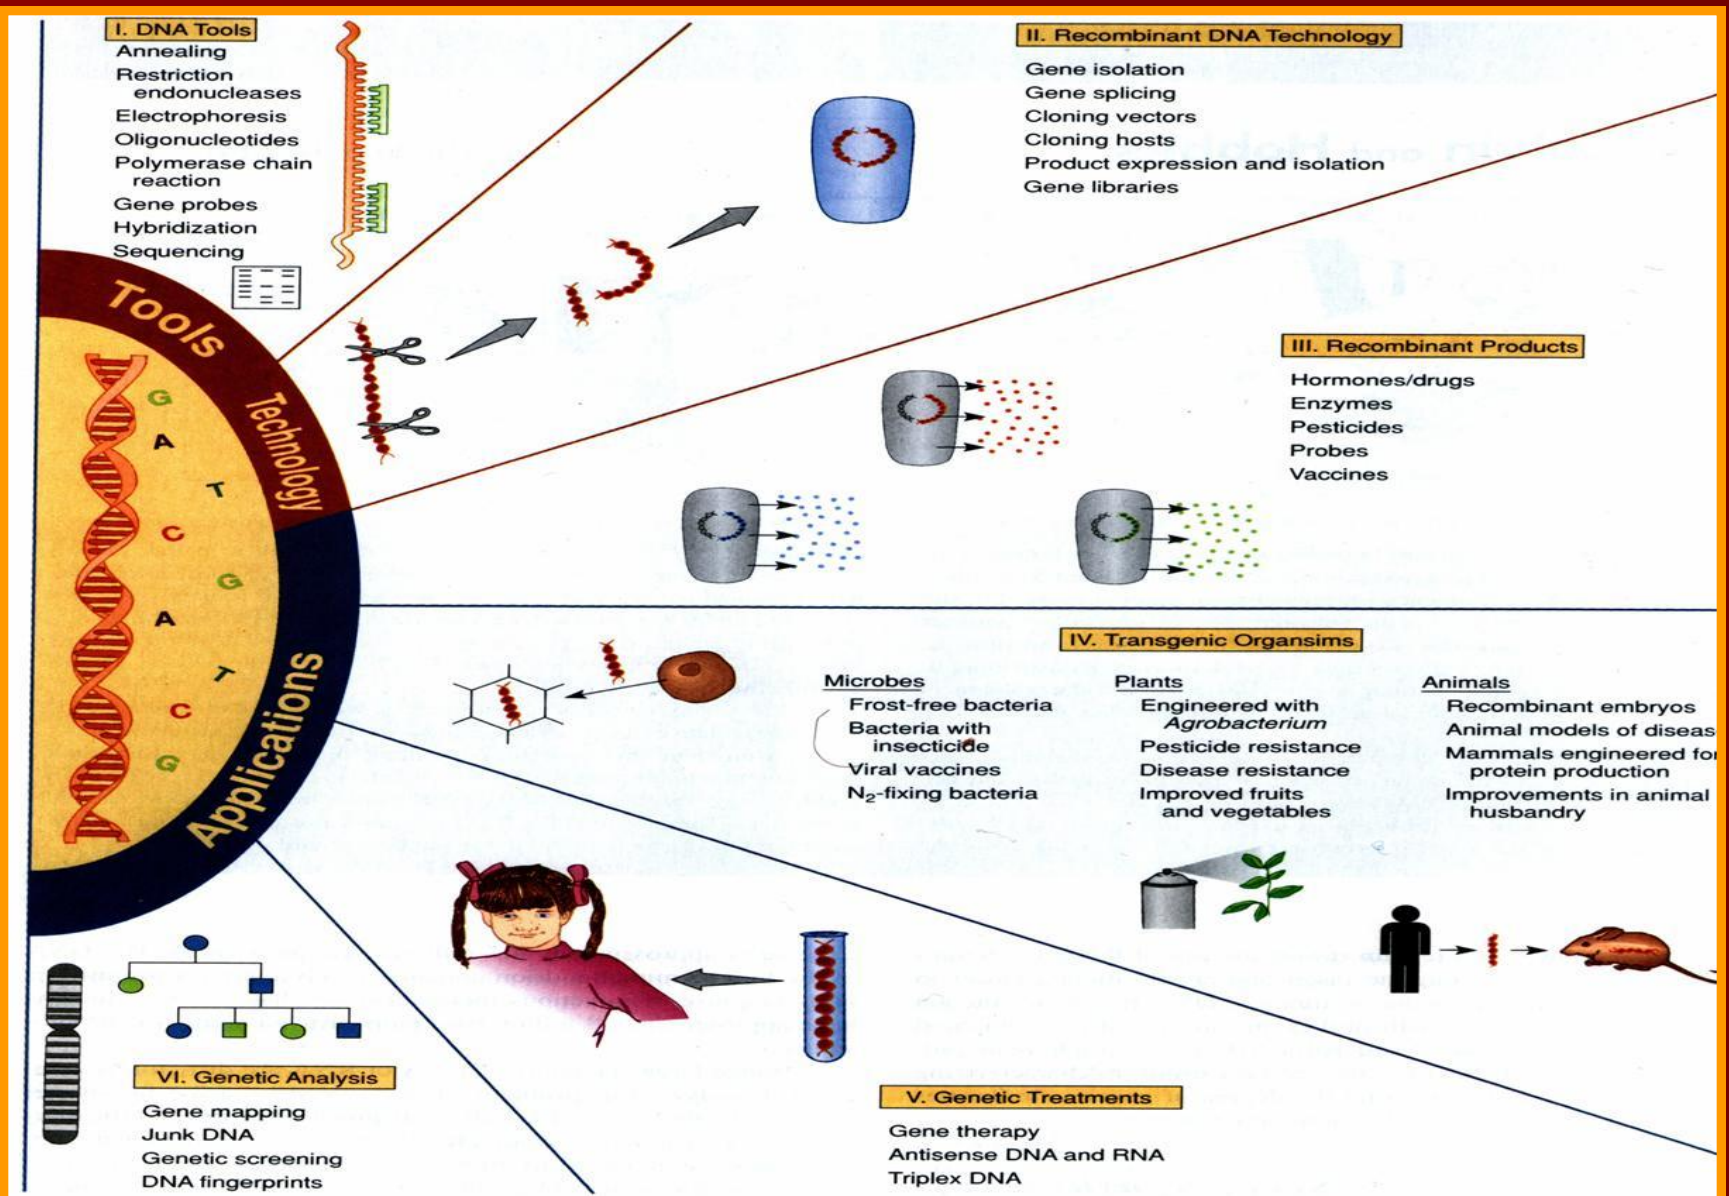 I. DNA Tools
Annealing
Restriction
endonucleases
Electrophoresis
Oligonucleotides
Polymerase chain
reaction
Gene probes
Hybridization
Sequencing
II. Recombinant DNA Technology
Gene isolation
Gene splicing
Cloning vectors
Cloning hosts
Product expression and isolation
Gene libraries
III. Recombinant Products
Hormones/drugs
Enzymes
Pesticides
Probes
Vaccines
Tools
Technology
Applications
G
A
T
C
G
A
T
C
G
IV. Transgenic Organsims
Microbes
Frost-free bacteria
Bacteria with
insecticide
Viral vaccines
N₂-fixing bacteria
Plants
Engineered with
Agrobacterium
Pesticide resistance
Disease resistance
Improved fruits
and vegetables
Animals
Recombinant embryos
Animal models of diseas
Mammals engineered for
protein production
Improvements in animal
husbandry
V. Genetic Treatments
Gene therapy
Antisense DNA and RNA
Triplex DNA
VI. Genetic Analysis
Gene mapping
Junk DNA
Genetic screening
DNA fingerprints